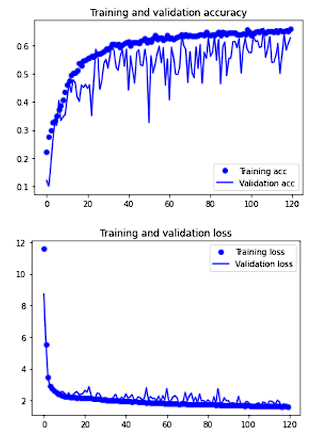 Training and validation accuracy
0.6
0.5
0.4
0.3
0.2
0.1
Training acc
Validation acc
0 20 40 60 80 100 120
Training and validation loss
12
10
8
6
4
2
Training loss
Validation loss
0 20 40 60 80 100 120